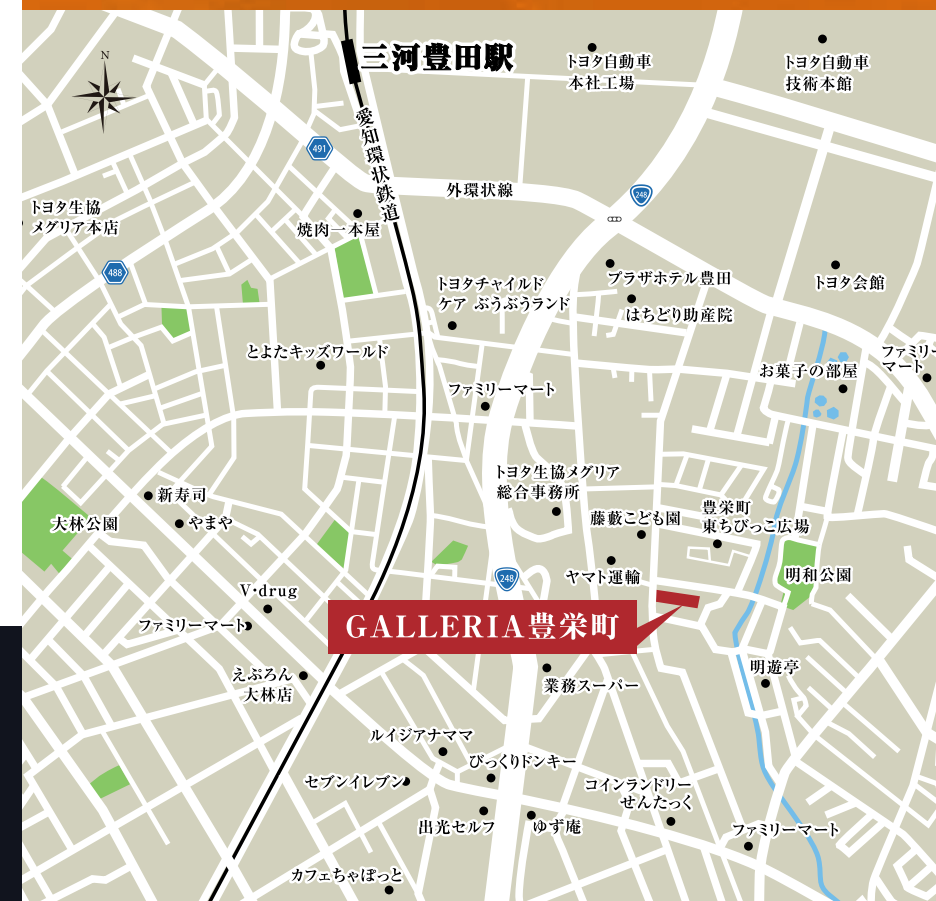 N
三河豊田駅
トヨタ自動車
本社工場
トヨタ自動車
技術本館
愛知環状鉄道
491
外環状線
248
トヨタ生協
メグリア本店
焼肉一本屋
488
トヨタチャイルド
ケア ぶうぶうランド
プラザホテル豊田
はちどり助産院
トヨタ会館
とよたキッズワールド
ファミリーマート
お菓子の部屋
ファミリー
マート
トヨタ生協メグリア
総合事務所
新寿司
やまや
大林公園
藤藪こども園
豊栄町
東ちびっこ広場
ヤマト運輸
明和公園
248
V・drug
ファミリーマート
GALLERIA豊栄町
えぷろん
大林店
業務スーパー
明遊亭
ルイジアナママ
びっくりドンキー
セブンイレブン
コインランドリー
せんたっく
出光セルフ
ゆず庵
ファミリーマート
カフェちゃぽっと